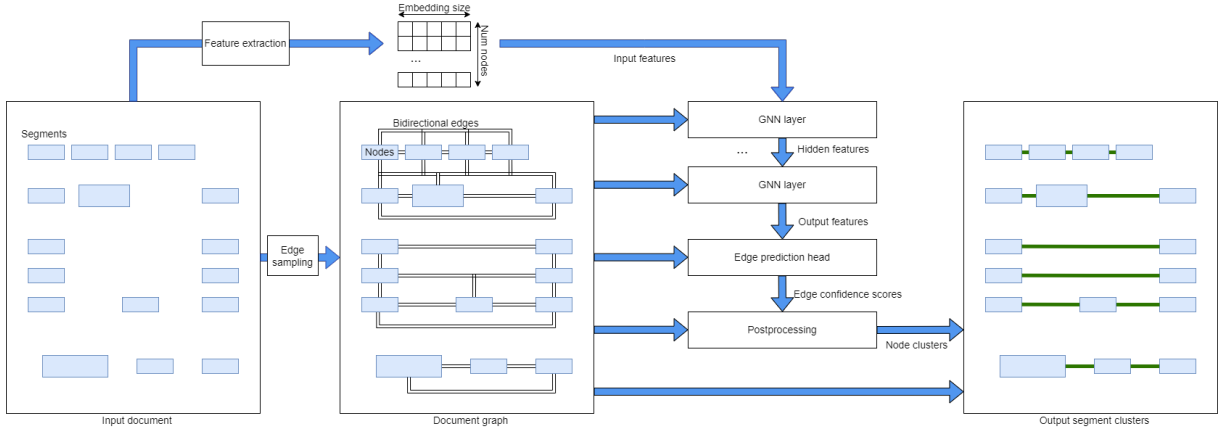 Embedding size
Num nodes
Feature extraction
...
Input features
Segments
Bidirectional edges
Nodes
GNN layer
...
Hidden features
GNN layer
Output features
Edge
sampling
Edge prediction head
Edge confidence scores
Postprocessing
Node clusters
Input document
Document graph
Output segment clusters